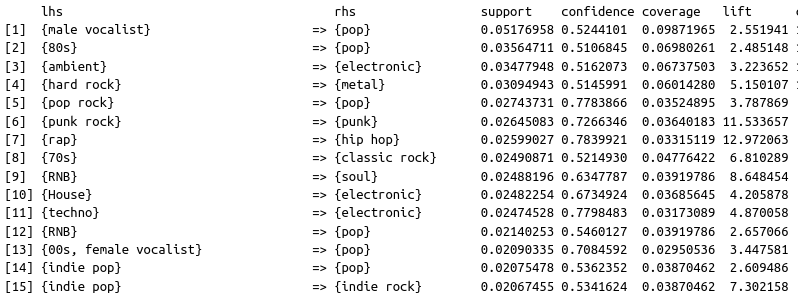 lhs rhs support confidence coverage lift
[1] {male vocalist} => {pop} 0.05176958 0.5244101 0.09871965 2.551941
[2] {80s} => {pop} 0.03564711 0.5106845 0.06980261 2.485148
[3] {ambient} => {electronic} 0.03477948 0.5162073 0.06737503 3.223652
[4] {hard rock} => {metal} 0.03094943 0.5145991 0.06014280 5.150107
[5] {pop rock} => {pop} 0.02743731 0.7783866 0.03524895 3.787869
[6] {punk rock} => {punk} 0.02645083 0.7266346 0.03640183 11.533657
[7] {rap} => {hip hop} 0.02599027 0.7839921 0.03315119 12.972063
[8] {70s} => {classic rock} 0.02490871 0.5214930 0.04776422 6.810289
[9] {RNB} => {soul} 0.02488196 0.6347787 0.03919786 8.648454
[10] {House} => {electronic} 0.02482254 0.6734924 0.03685645 4.205878
[11] {techno} => {electronic} 0.02474528 0.7798483 0.03173089 4.870058
[12] {RNB} => {pop} 0.02140253 0.5460127 0.03919786 2.657066
[13] {00s, female vocalist} => {pop} 0.02090335 0.7084592 0.02950536 3.447581
[14] {indie pop} => {pop} 0.02075478 0.5362352 0.03870462 2.609486
[15] {indie pop} => {indie rock} 0.02067455 0.5341624 0.03870462 7.302158